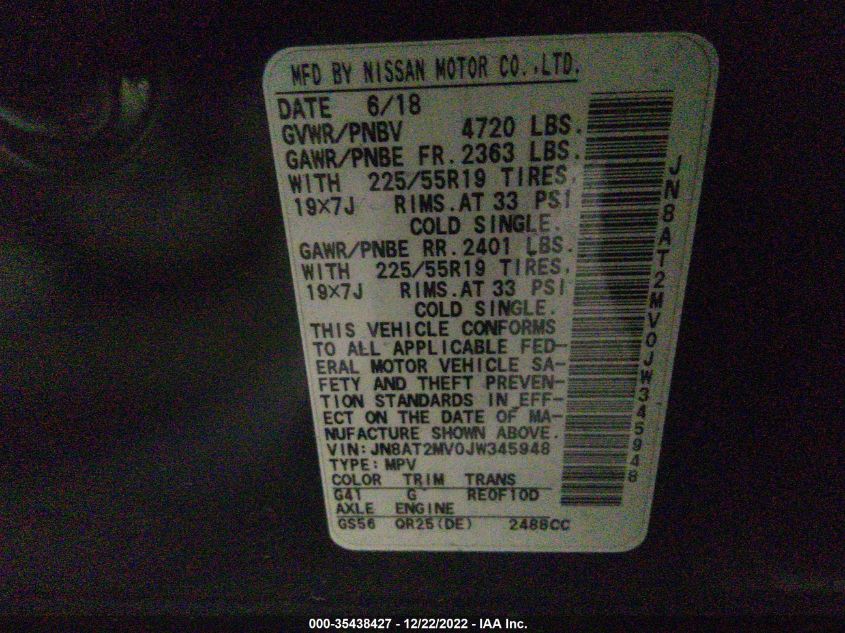 MFD BY NISSAN MOTOR CO.,LTD.
DATE 6/18
GVWR/PNBV 4720 LBS.
GAWR/PNBE FR.2363 LBS.
WITH 225/55R19 TIRES,
19×7J RIMS.AT 33 PSI
COLD SINGLE.
GAWR/PNBE RR.2401 LBS.
WITH 225/55R19 TIRES,
19×7J RIMS.AT 33 PSI
COLD SINGLE.
THIS VEHICLE CONFORMS
TO ALL APPLICABLE FED-
ERAL MOTOR VEHICLE SA-
FETY AND THEFT PREVEN-
TION STANDARDS IN EFF-
ECT ON THE DATE OF MA-
NUFACTURE SHOWN ABOVE.
VIN:JN8AT2MV0JW345948
TYPE:MPV
COLOR TRIM TRANS
G41 G RE0F10D
AXLE ENGINE
GS56 QR25(DE) 2488CC
JN8AT2MV0JW345948
000-35438427 - 12/22/2022 - IAA Inc.